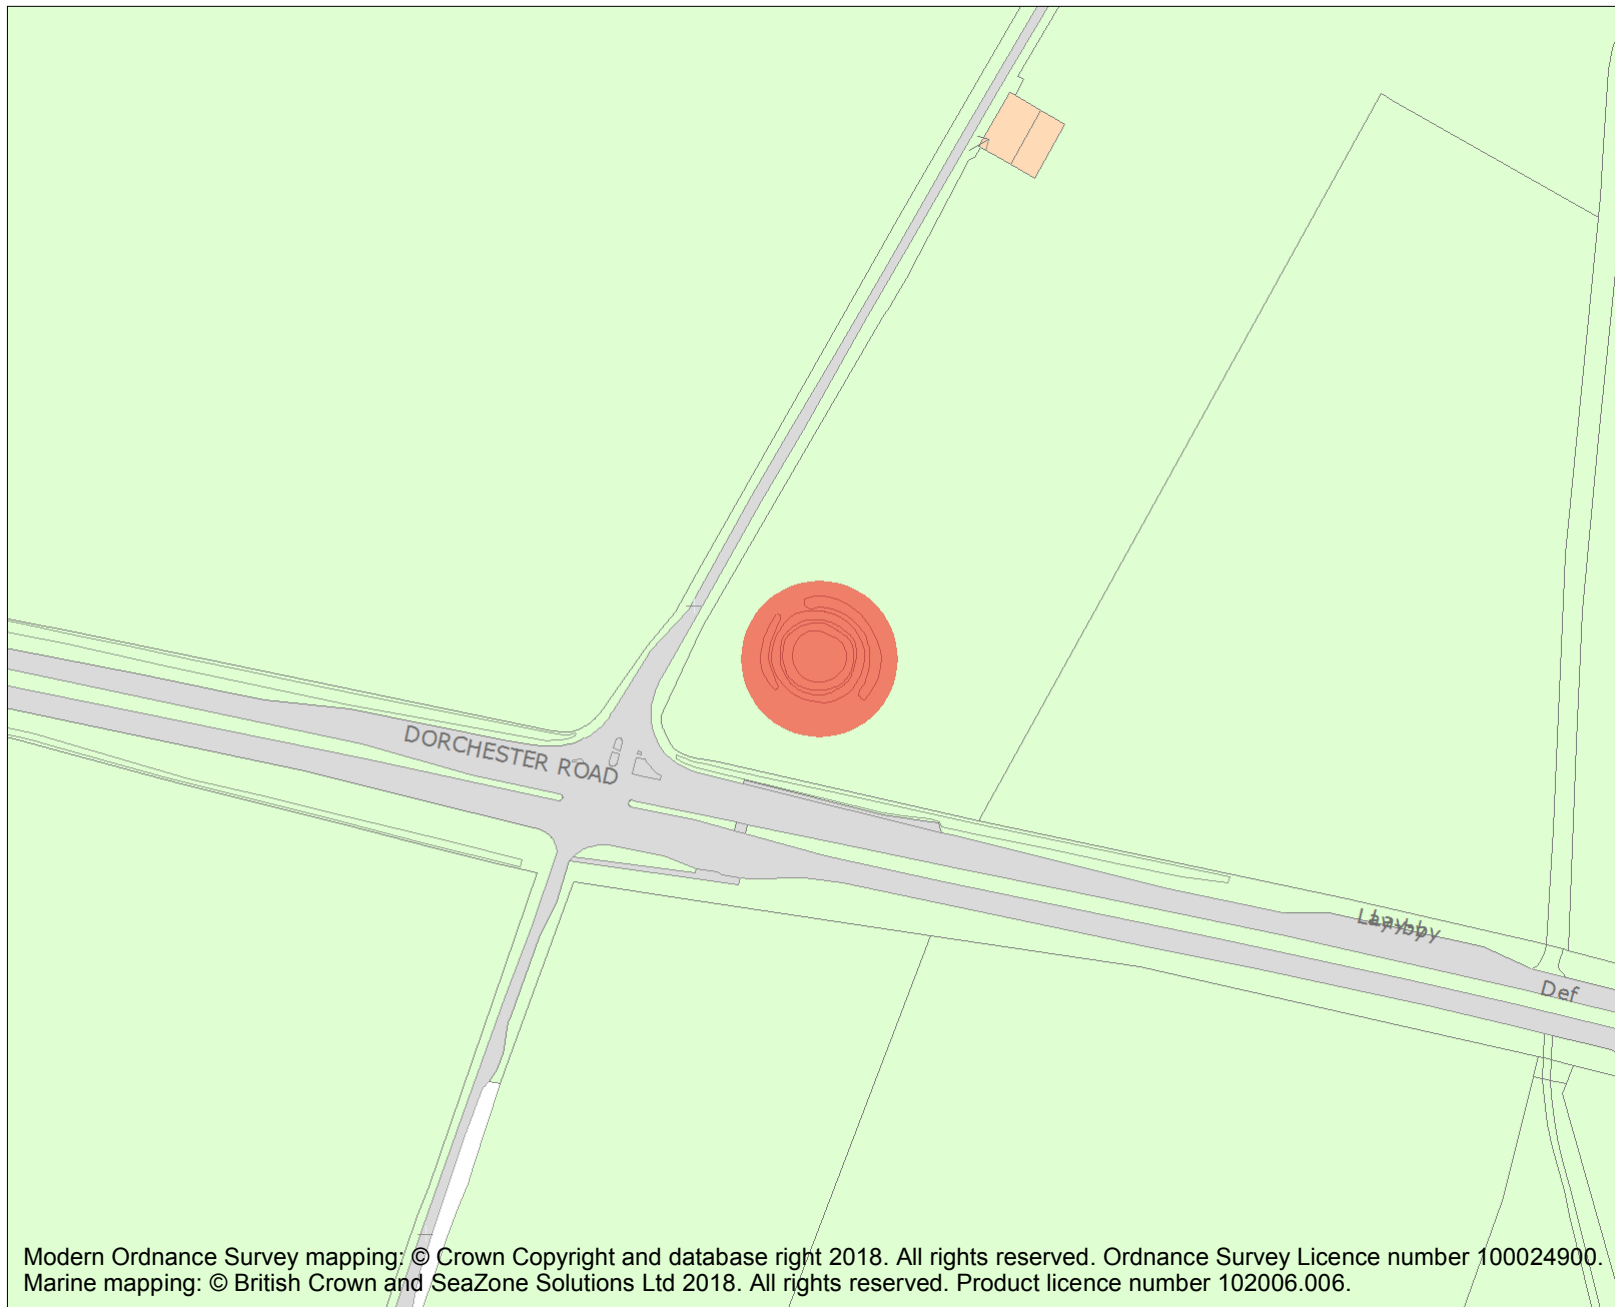 DORCHESTER ROAD
Layby
Def
Modern Ordnance Survey mapping: © Crown Copyright and database right 2018. All rights reserved. Ordnance Survey Licence number 100024900.
Marine mapping: © British Crown and SeaZone Solutions Ltd 2018. All rights reserved. Product licence number 102006.006.